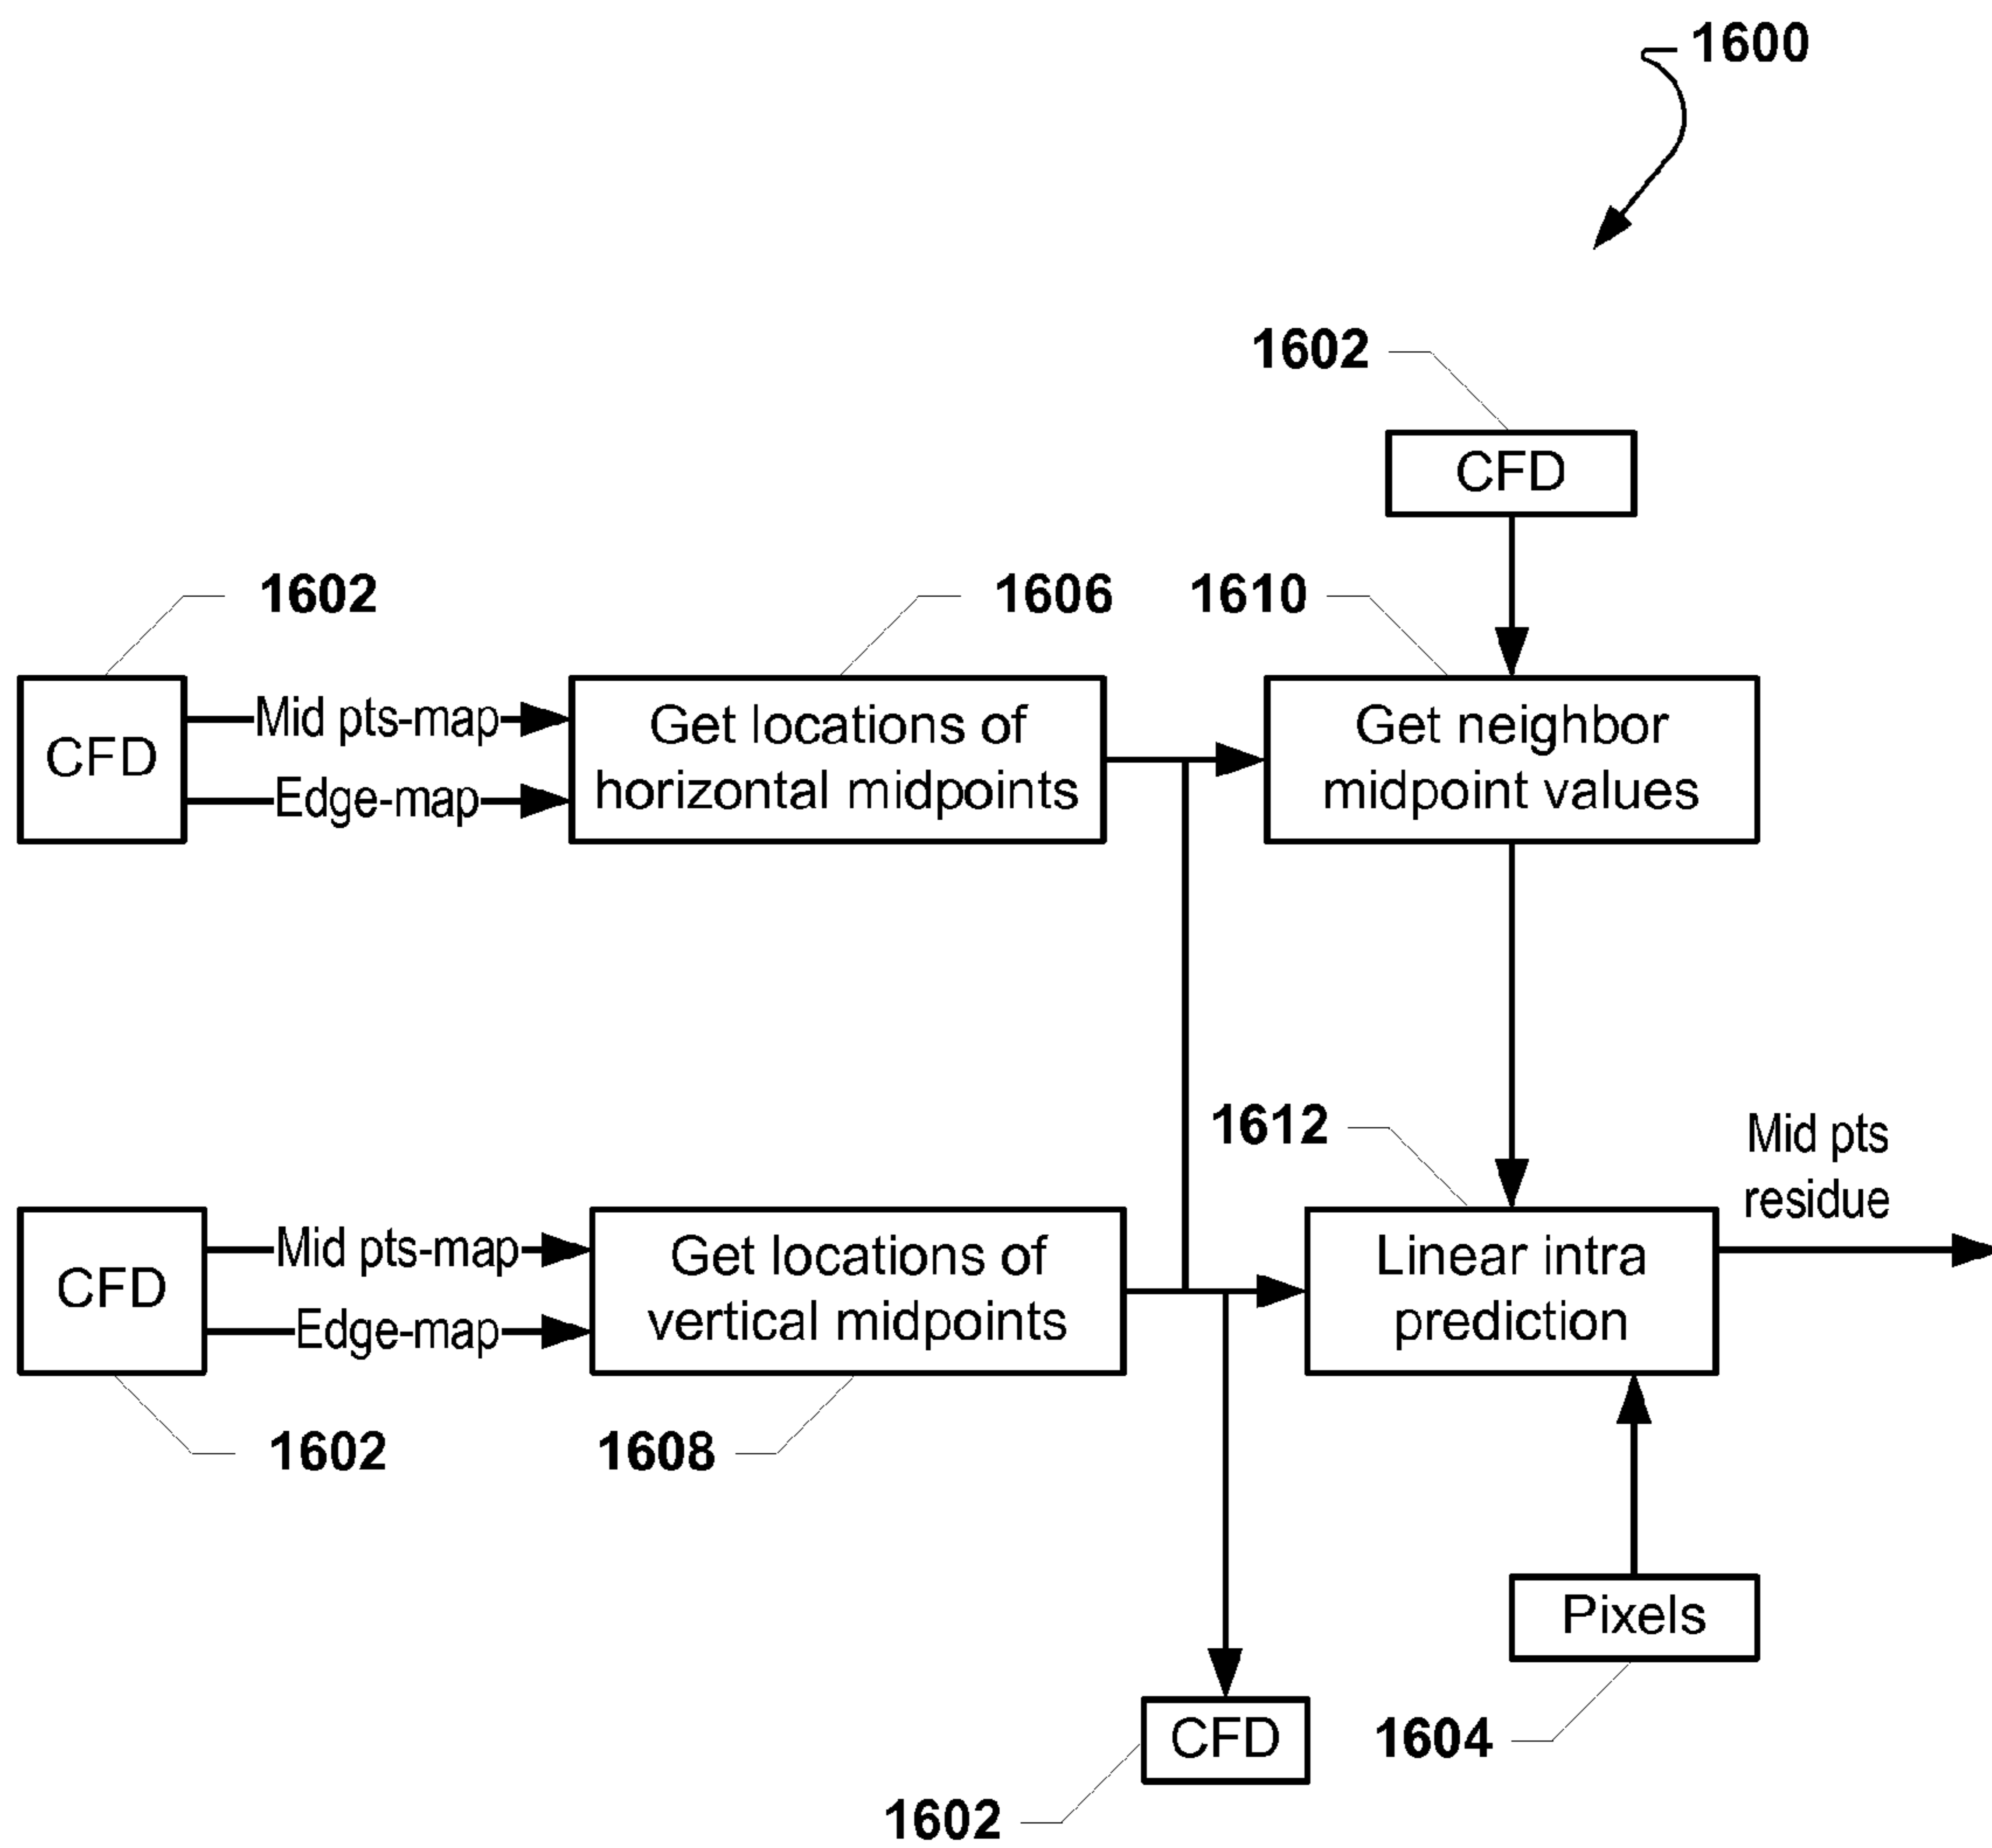 1600
1602
CFD
1602
1606
1610
CFD
Mid pts-map
Edge-map
Get locations of
horizontal midpoints
Get neighbor
midpoint values
1612
Mid pts
residue
CFD
Mid pts-map
Edge-map
Get locations of
vertical midpoints
Linear intra
prediction
1602
1608
Pixels
CFD
1604
1602